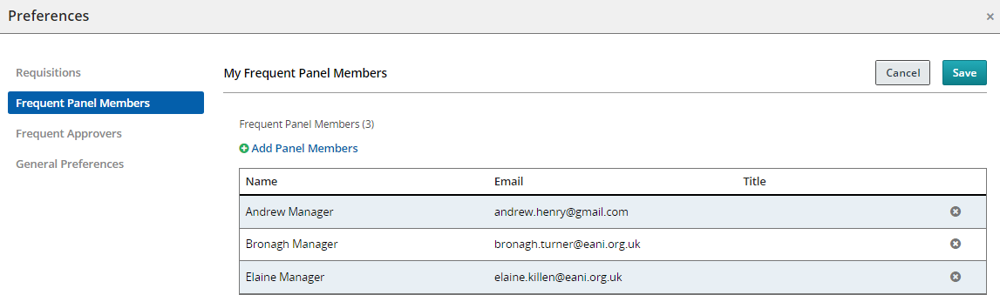 Preferences
Requisitions
Frequent Panel Members
Frequent Approvers
General Preferences
My Frequent Panel Members
Cancel
Save
Frequent Panel Members (3)
Add Panel Members
Name Email Title
Andrew Manager andrew.henry@gmail.com
Bronagh Manager bronagh.turner@eani.org.uk
Elaine Manager elaine.killen@eani.org.uk